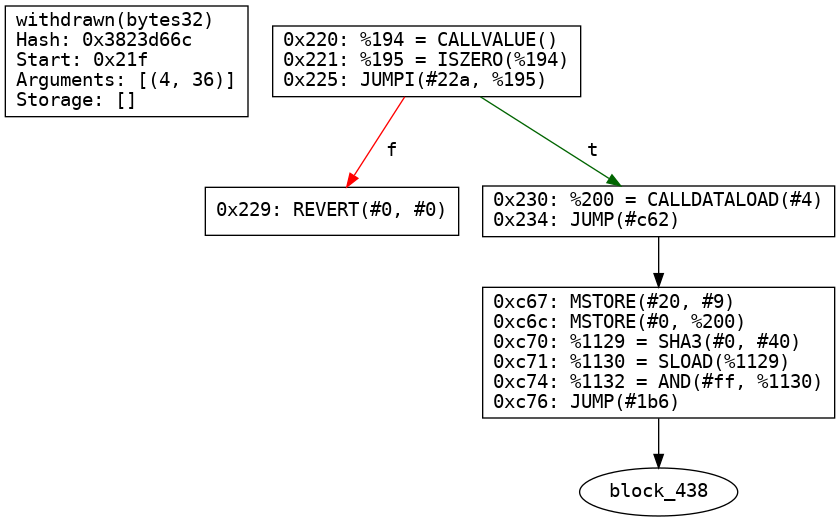 withdrawn(bytes32)
Hash: 0x3823d66c
Start: 0x21f
Arguments: [(4, 36)]
Storage: []
0x220: %194 = CALLVALUE()
0x221: %195 = ISZERO(%194)
0x225: JUMPI(#22a, %195)
f
t
0x229: REVERT(#0, #0)
0x230: %200 = CALLDATALOAD(#4)
0x234: JUMP(#c62)
0xc67: MSTORE(#20, #9)
0xc6c: MSTORE(#0, %200)
0xc70: %1129 = SHA3(#0, #40)
0xc71: %1130 = SLOAD(%1129)
0xc74: %1132 = AND(#ff, %1130)
0xc76: JUMP(#1b6)
block_438